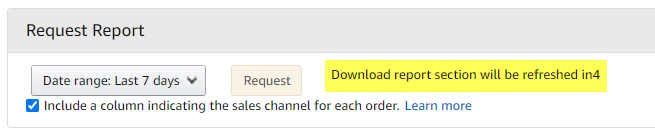 Request Report
Date range: Last 7 days Request Download report section will be refreshed in4
Include a column indicating the sales channel for each order. Learn more